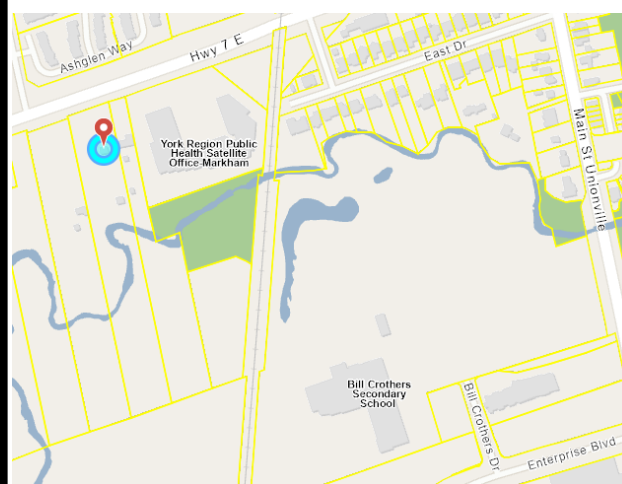 Ashglen Way
Hwy 7 E
East Dr
Main St Unionville
York Region Public
Health Satellite
Office-Markham
Bill Crothers
Secondary
School
Bill Crothers Dr
Enterprise Blvd